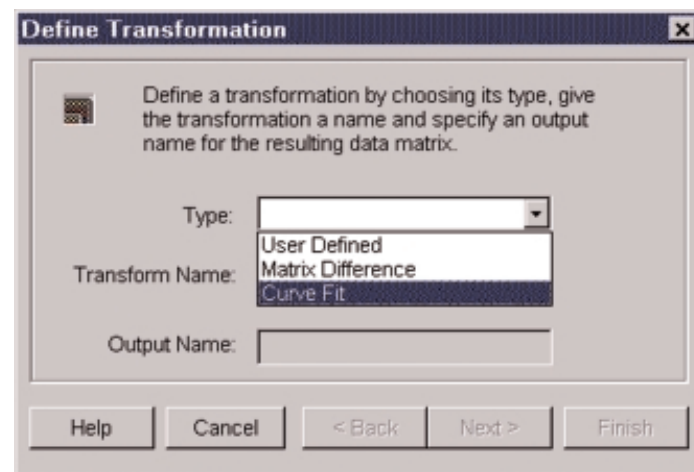 Define Transformation
Define a transformation by choosing its type, give
the transformation a name and specify an output
name for the resulting data matrix.
Type:
User Defined
Matrix Difference
Curve Fit
Transform Name:
Output Name:
Help
Cancel
< Back
Next >
Finish